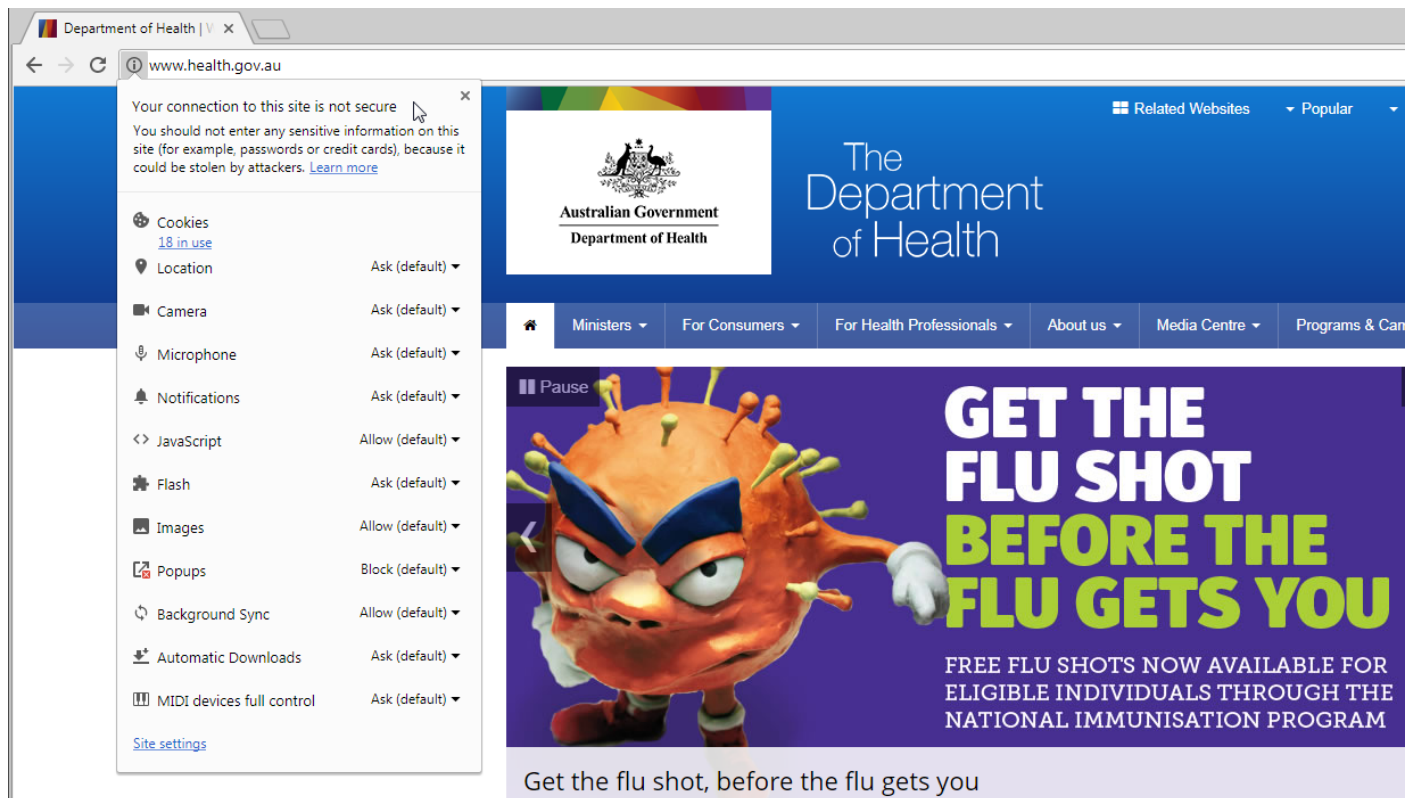 Department of Health | W
www.health.gov.au
Your connection to this site is not secure
You should not enter any sensitive information on this
site (for example, passwords or credit cards), because it
could be stolen by attackers. Learn more
Cookies
18 in use
Location Ask (default)
Camera Ask (default)
Microphone Ask (default)
Notifications Ask (default)
JavaScript Allow (default)
Flash Ask (default)
Images Allow (default)
Popups Block (default)
Background Sync Allow (default)
Automatic Downloads Ask (default)
MIDI devices full control Ask (default)
Site settings
Related Websites Popular
Australian Government
Department of Health
The
Department
of Health
Ministers For Consumers For Health Professionals About us Media Centre Programs &
Pause
GET THE
FLU SHOT
BEFORE THE
FLU GETS YOU
FREE FLU SHOTS NOW AVAILABLE FOR
ELIGIBLE INDIVIDUALS THROUGH THE
NATIONAL IMMUNISATION PROGRAM
Get the flu shot, before the flu gets you